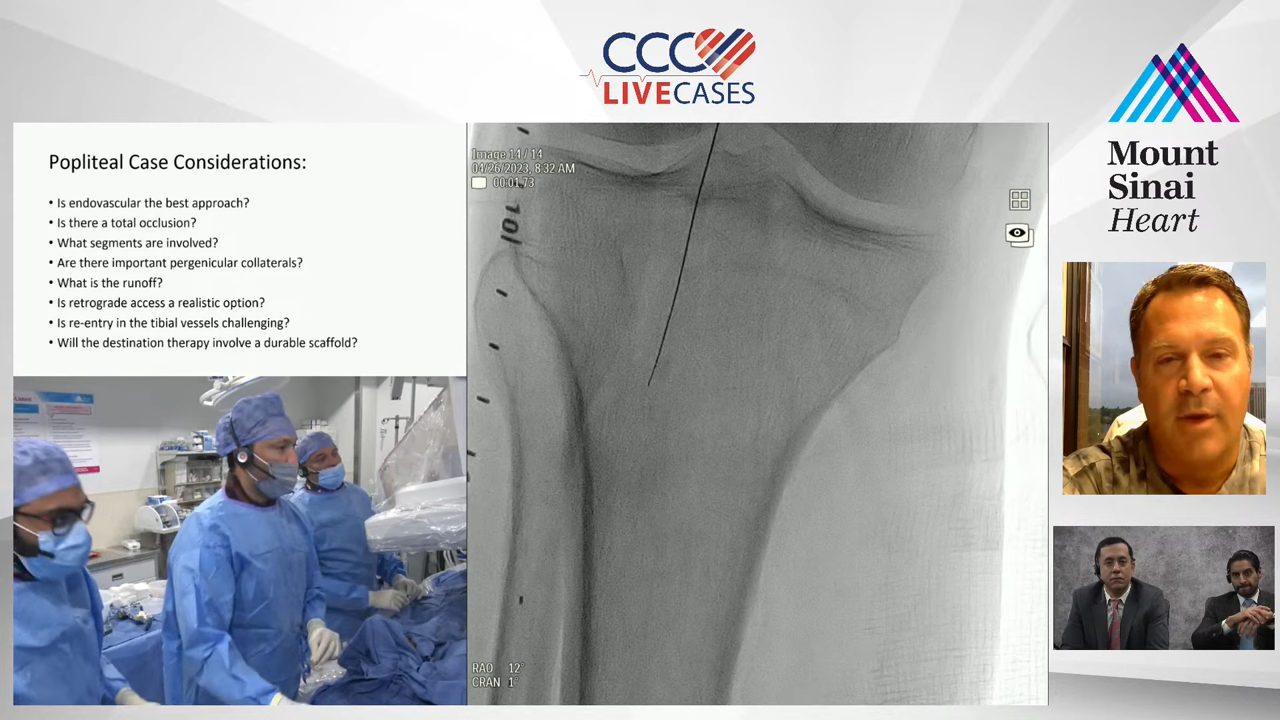 CCC
LIVECASES
Mount
Sinai
Heart
Popliteal Case Considerations:
• Is endovascular the best approach?
• Is there a total occlusion?
• What segments are involved?
• Are there important pergenicular collaterals?
• What is the runoff?
• Is retrograde access a realistic option?
• Is re-entry in the tibial vessels challenging?
• Will the destination therapy involve a durable scaffold?
Image 14 / 14
04/26/2023, 8:32 AM
00:01.73
10
RAO 12°
CRAN 1°